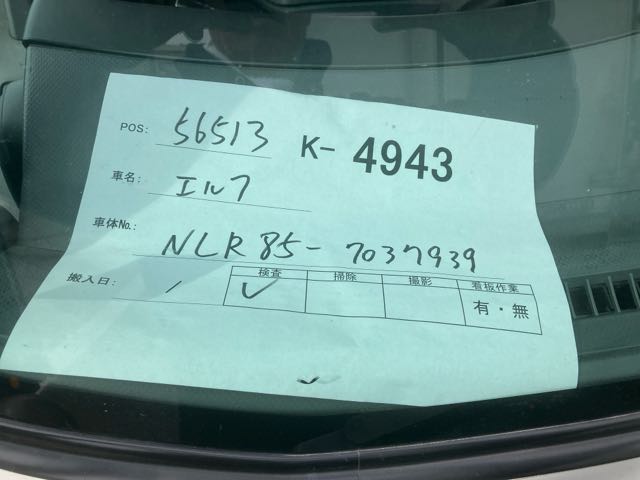 POS: 56513 K- 4943
車名: エルフ
車体No.: NLR85-7037939
搬入日: / 検査 掃除 撮影 看板作業
✓ 有・無